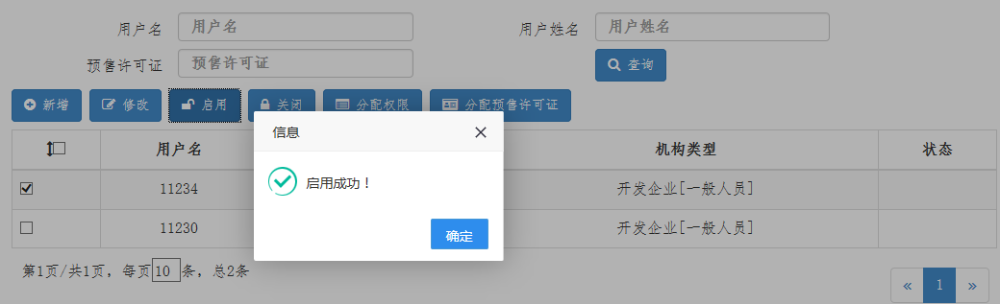 用户名 用户名 用户姓名 用户姓名
预售许可证 预售许可证 查询
新增 修改 启用 关闭 分配权限 分配预售许可证
信息
启用成功！
确定
用户名 机构类型 状态
11234 开发企业[一般人员]
11230 开发企业[一般人员]
第1页/共1页，每页10条，总2条
« 1 »